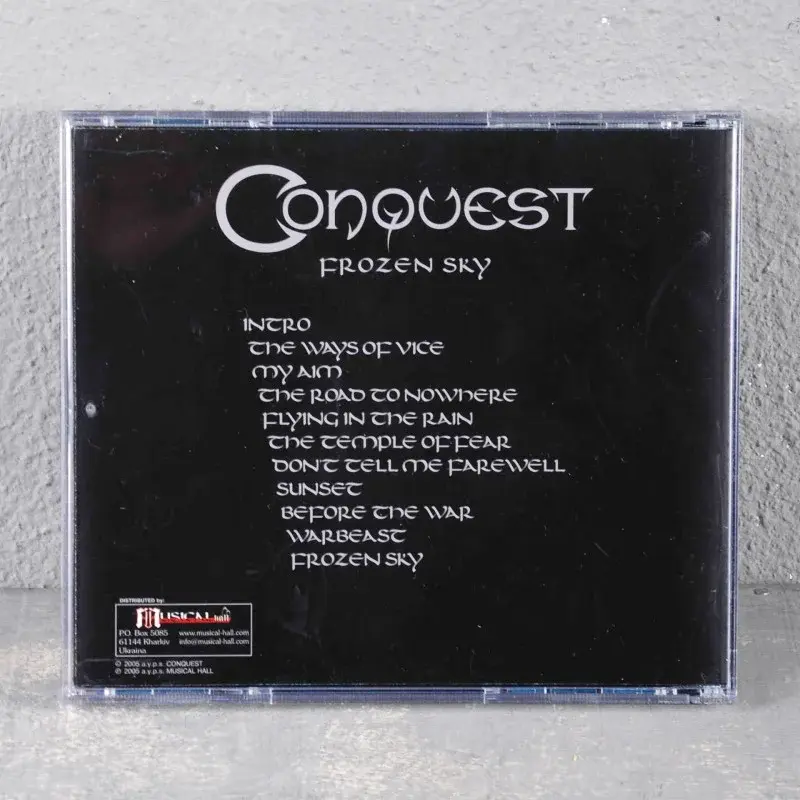 CONQUEST
FROZEN SKY
INTRO
THE WAYS OF VICE
MY AIM
THE ROAD TO NOWHERE
FLYING IN THE RAIN
THE TEMPLE OF FEAR
DON'T TELL ME FAREWELL
SUNSET
BEFORE THE WAR
WARBEAST
FROZEN SKY
DISTRIBUTED by:
MUSICAL hall
P.O. Box 5085 www.musical-hall.com
61144 Kharkiv info@musical-hall.com
Ukraina
© 2005 a.y.p.s. CONQUEST
℗ 2005 a.y.p.s. MUSICAL HALL